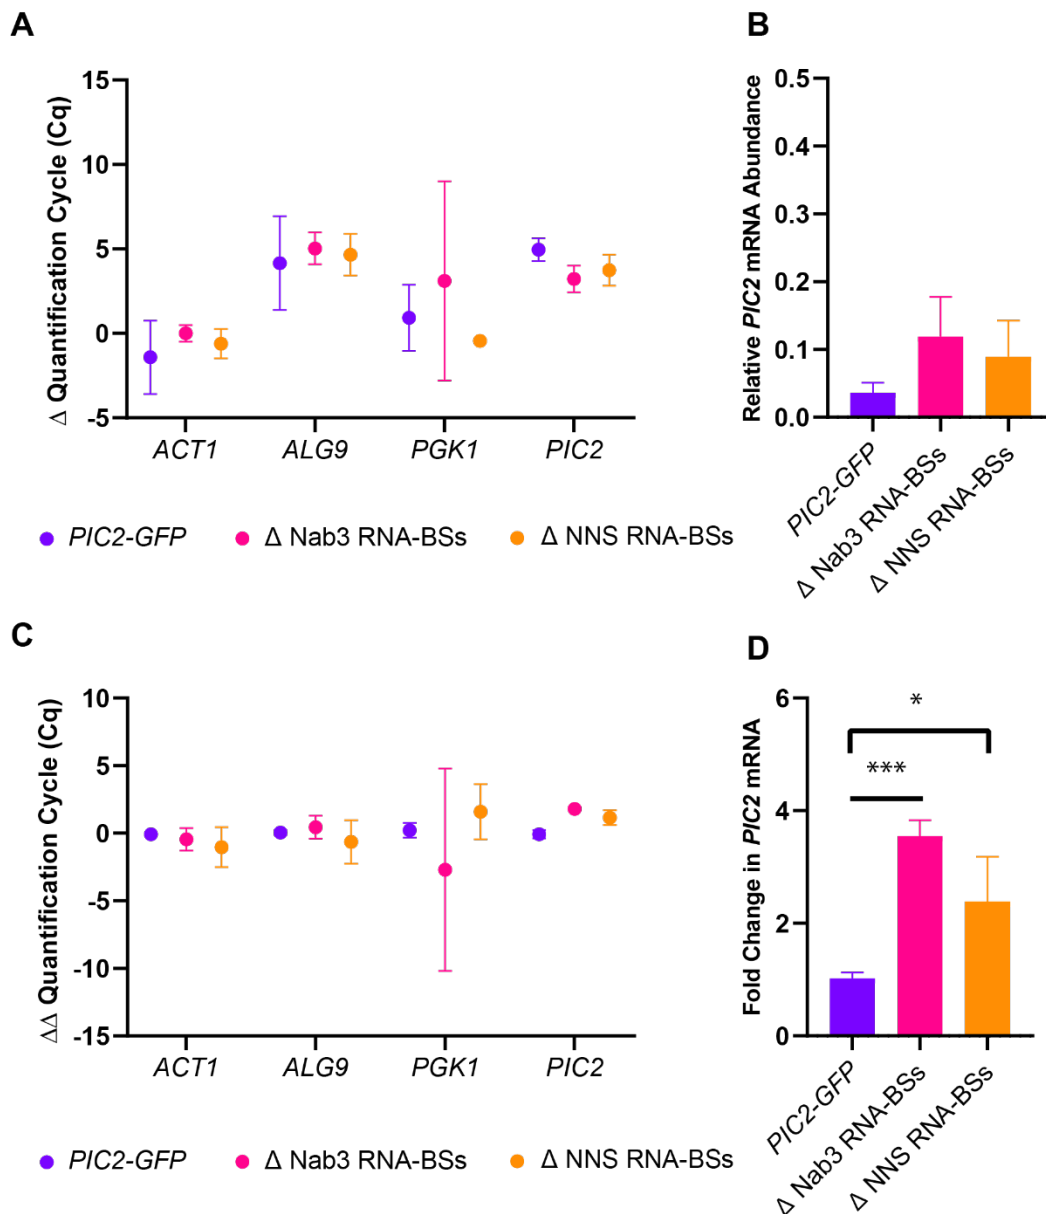 A
Δ Quantification Cycle (Cq)
15
10
5
0
-5
ACT1 ALG9 PGK1 PIC2
PIC2-GFP Δ Nab3 RNA-BSs Δ NNS RNA-BSs
B
Relative PIC2 mRNA Abundance
0.5
0.4
0.3
0.2
0.1
0.0
PIC2-GFP
Δ Nab3 RNA-BSs
Δ NNS RNA-BSs
C
ΔΔ Quantification Cycle (Cq)
10
5
0
-5
-10
-15
ACT1 ALG9 PGK1 PIC2
PIC2-GFP Δ Nab3 RNA-BSs Δ NNS RNA-BSs
D
Fold Change in PIC2 mRNA
6
4
2
0
*
***
PIC2-GFP
Δ Nab3 RNA-BSs
Δ NNS RNA-BSs